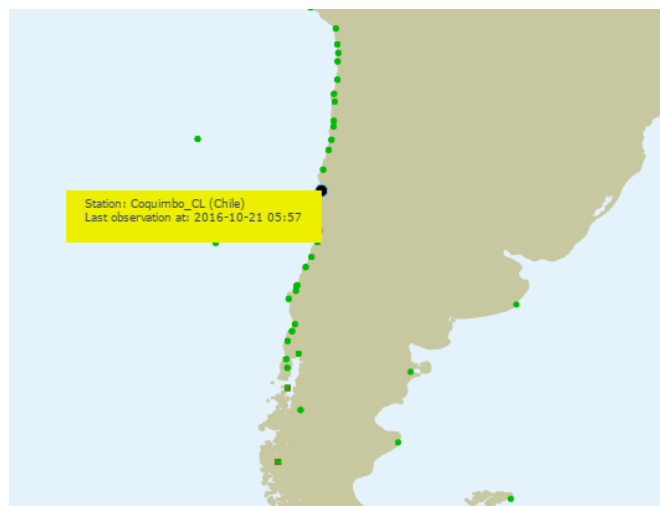 Station: Coquimbo_CL (Chile)
Last observation at: 2016-10-21 05:57